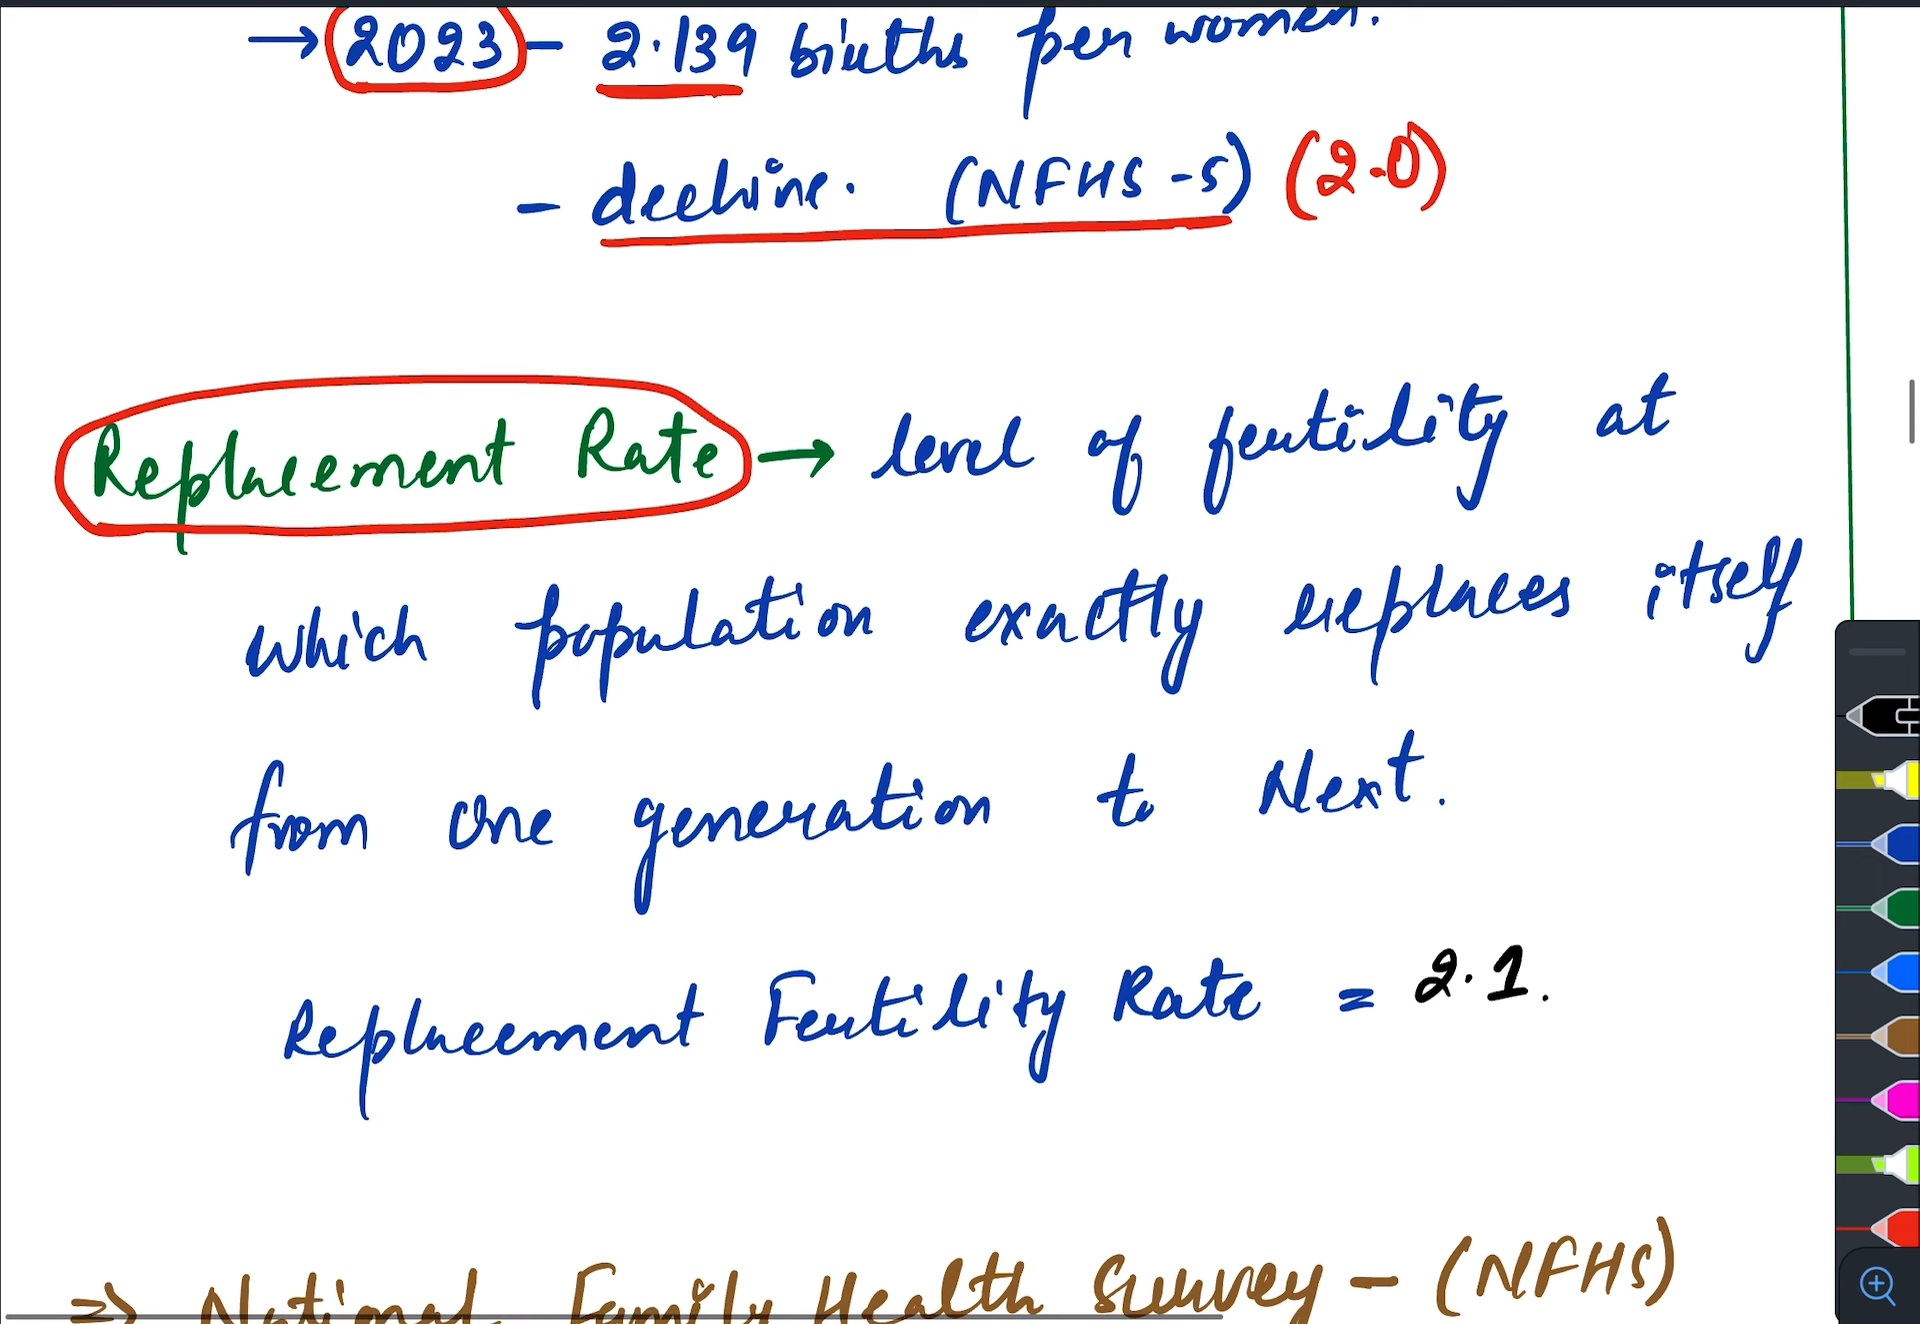 → 2023 - 2.139 births per women.
- decline. (NFHS-5) (2.0)
Replacement Rate → level of fertility at
which population exactly replaces itself
from one generation to Next.
Replacement Fertility Rate = 2.1.
⇒ National Family Health Survey - (NFHS)